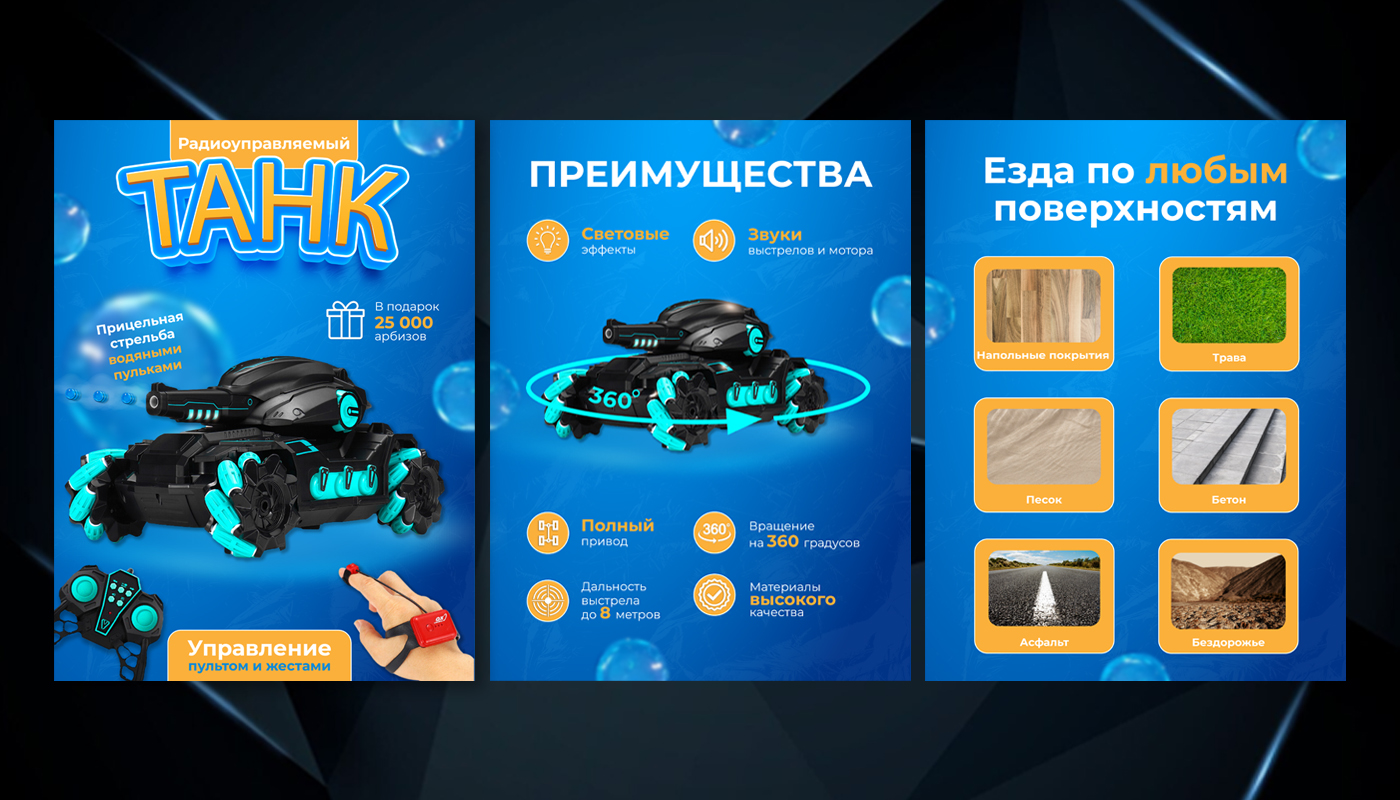 Радиоуправляемый
ТАНК
В подарок
25 000
арбизов
Прицельная
стрельба
водяными
пульками
Управление
пультом и жестами
ПРЕИМУЩЕСТВА
Световые
эффекты
Звуки
выстрелов и мотора
360°
Полный
привод
360°
Вращение
на 360 градусов
Дальность
выстрела
до 8 метров
Материалы
высокого
качества
Езда по любым
поверхностям
Напольные покрытия
Трава
Песок
Бетон
Асфальт
Бездорожье